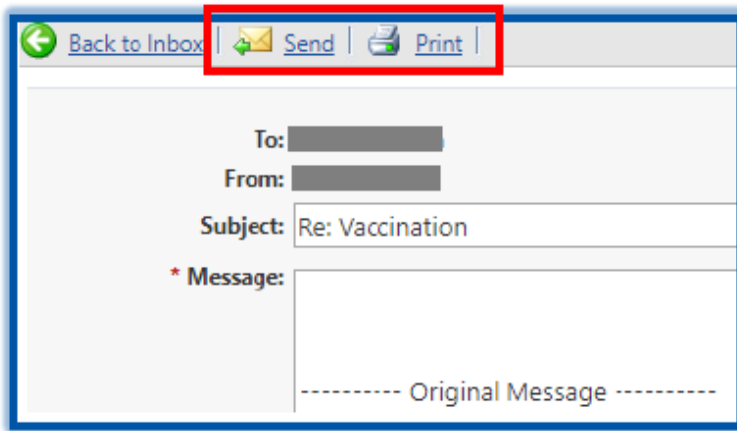 Back to Inbox | Send | Print |
To:
From:
Subject: Re: Vaccination
* Message:
---------- Original Message ----------